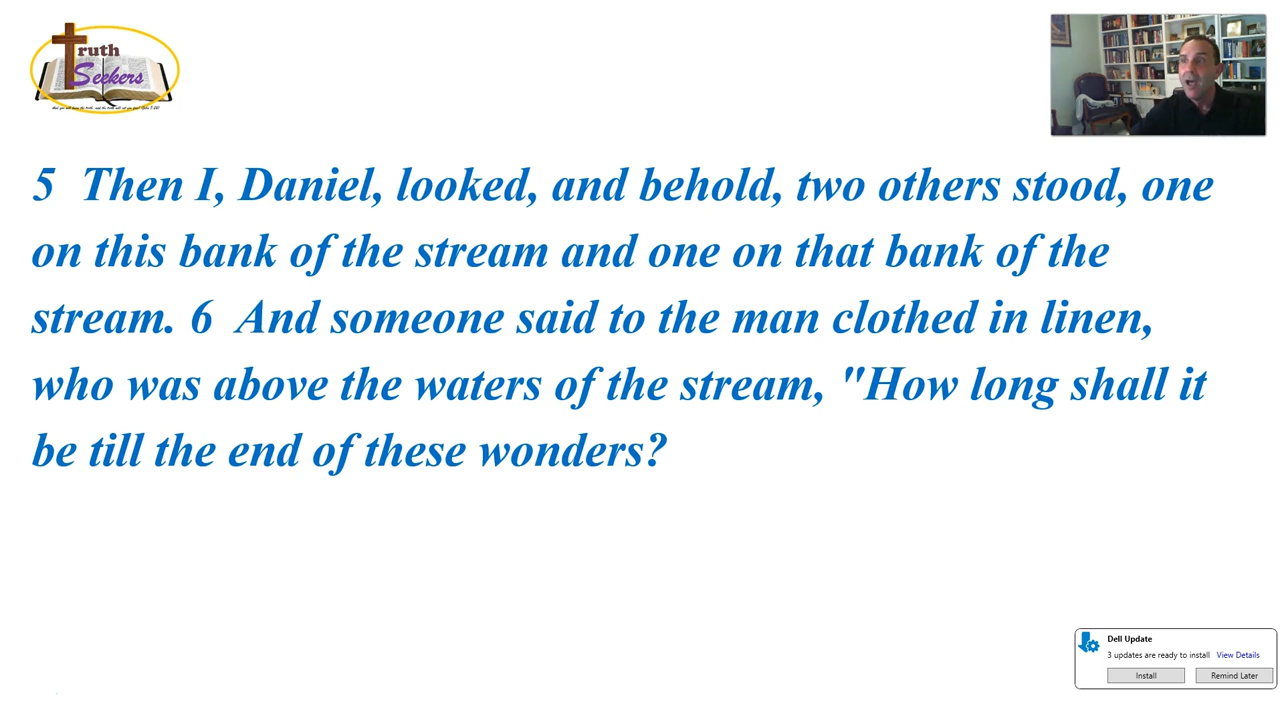 Truth
Seekers
5 Then I, Daniel, looked, and behold, two others stood, one
on this bank of the stream and one on that bank of the
stream. 6 And someone said to the man clothed in linen,
who was above the waters of the stream, "How long shall it
be till the end of these wonders?
Dell Update
3 updates are ready to install View Details
Install Remind Later